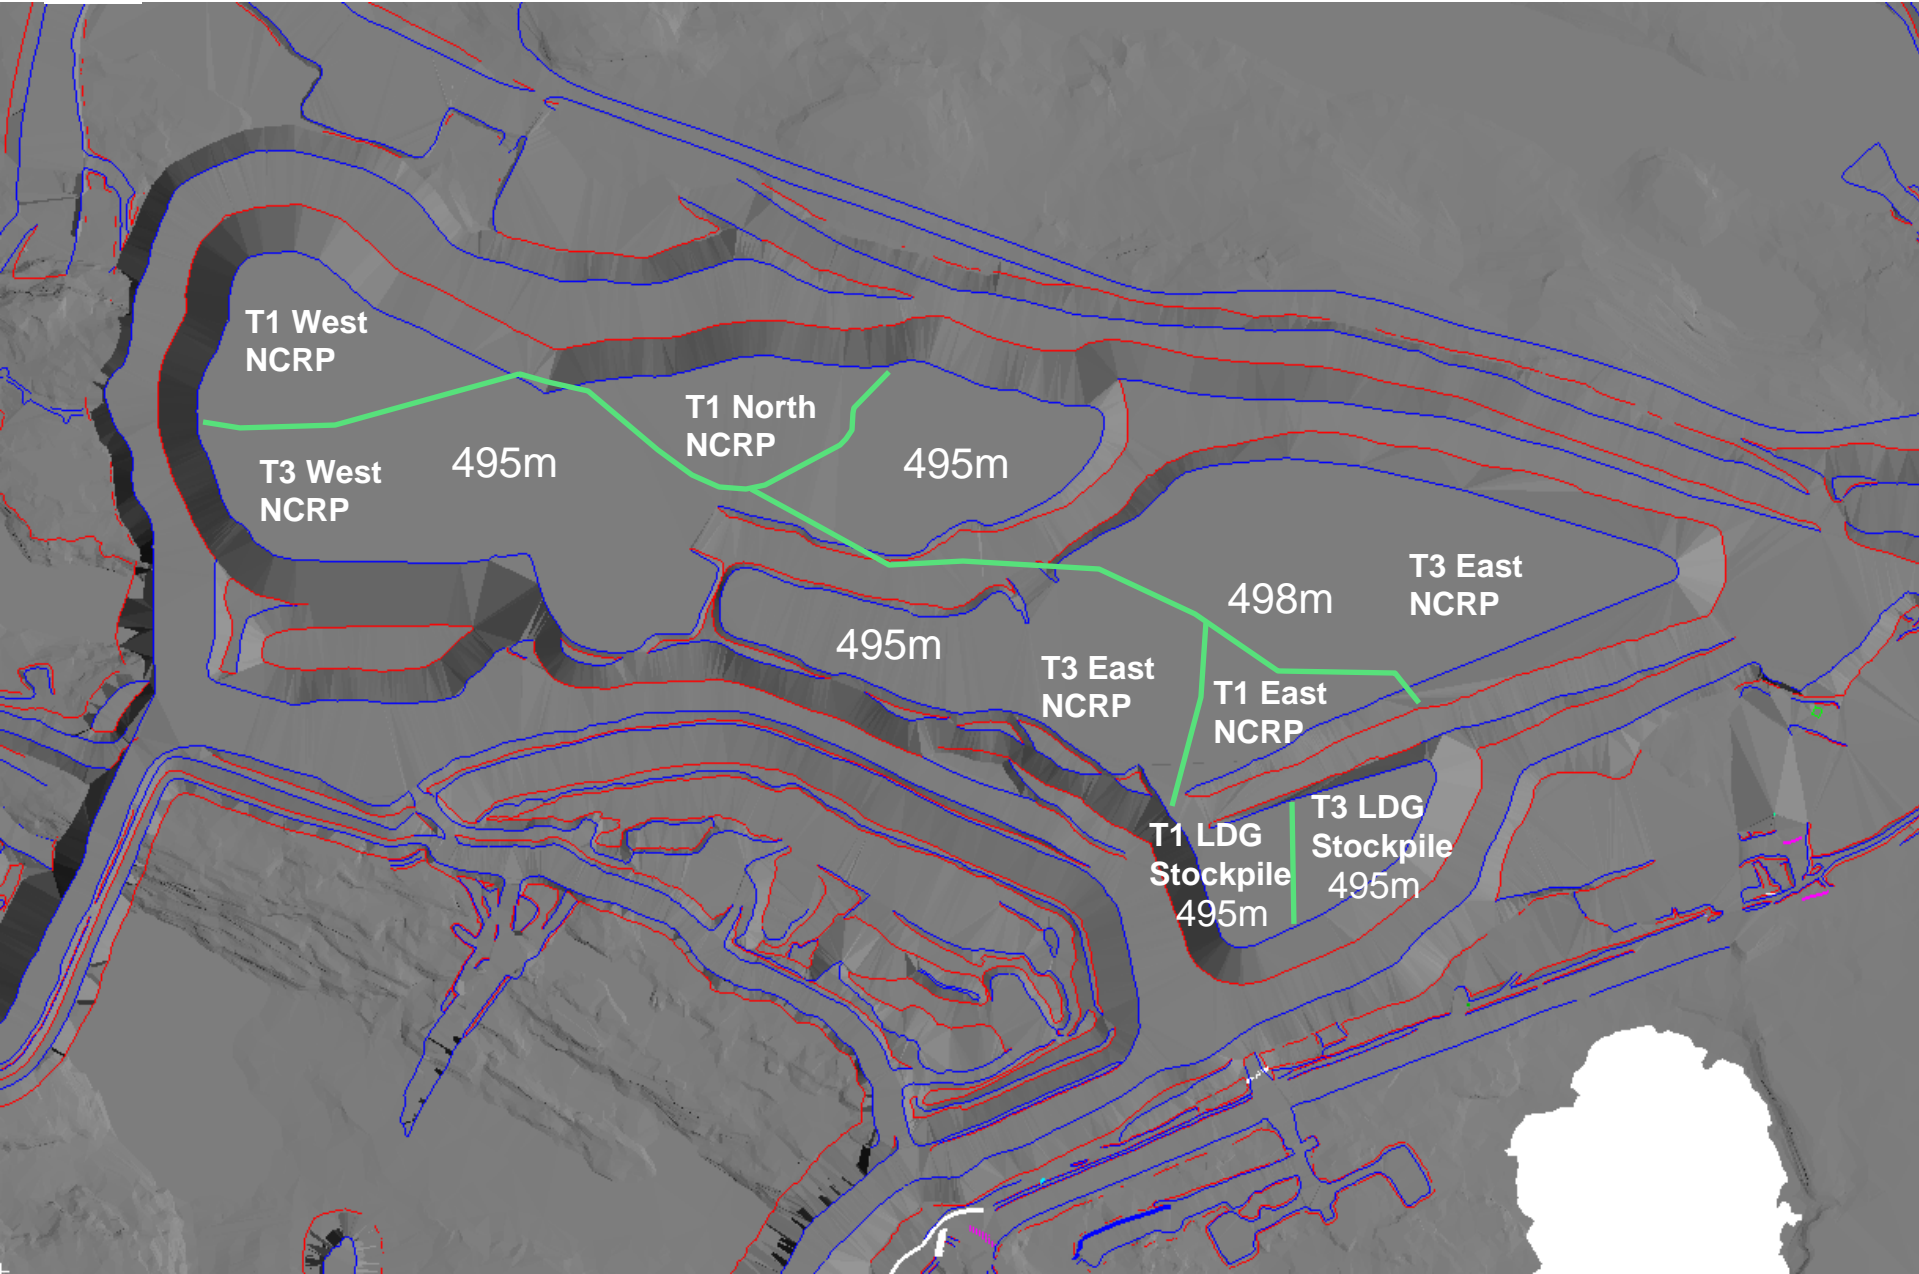 T1 West
NCRP
T1 North
NCRP
T3 West
NCRP
495m
495m
T3 East
NCRP
498m
495m
T3 East
NCRP
T1 East
NCRP
T1 LDG
Stockpile
495m
T3 LDG
Stockpile
495m